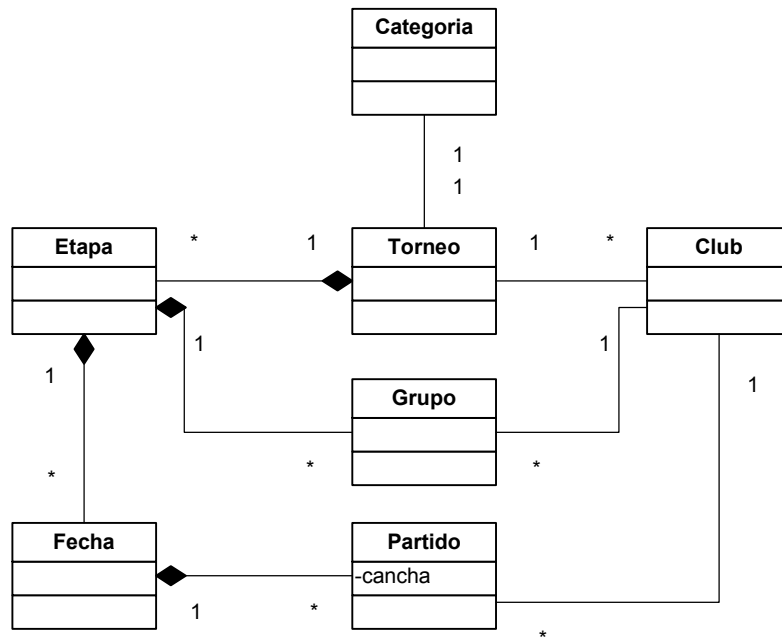 Categoria
1
1
* 1 1 *
Etapa Torneo Club
1 1 1
1
Grupo
* *
*
Fecha Partido
-cancha
1 *
*